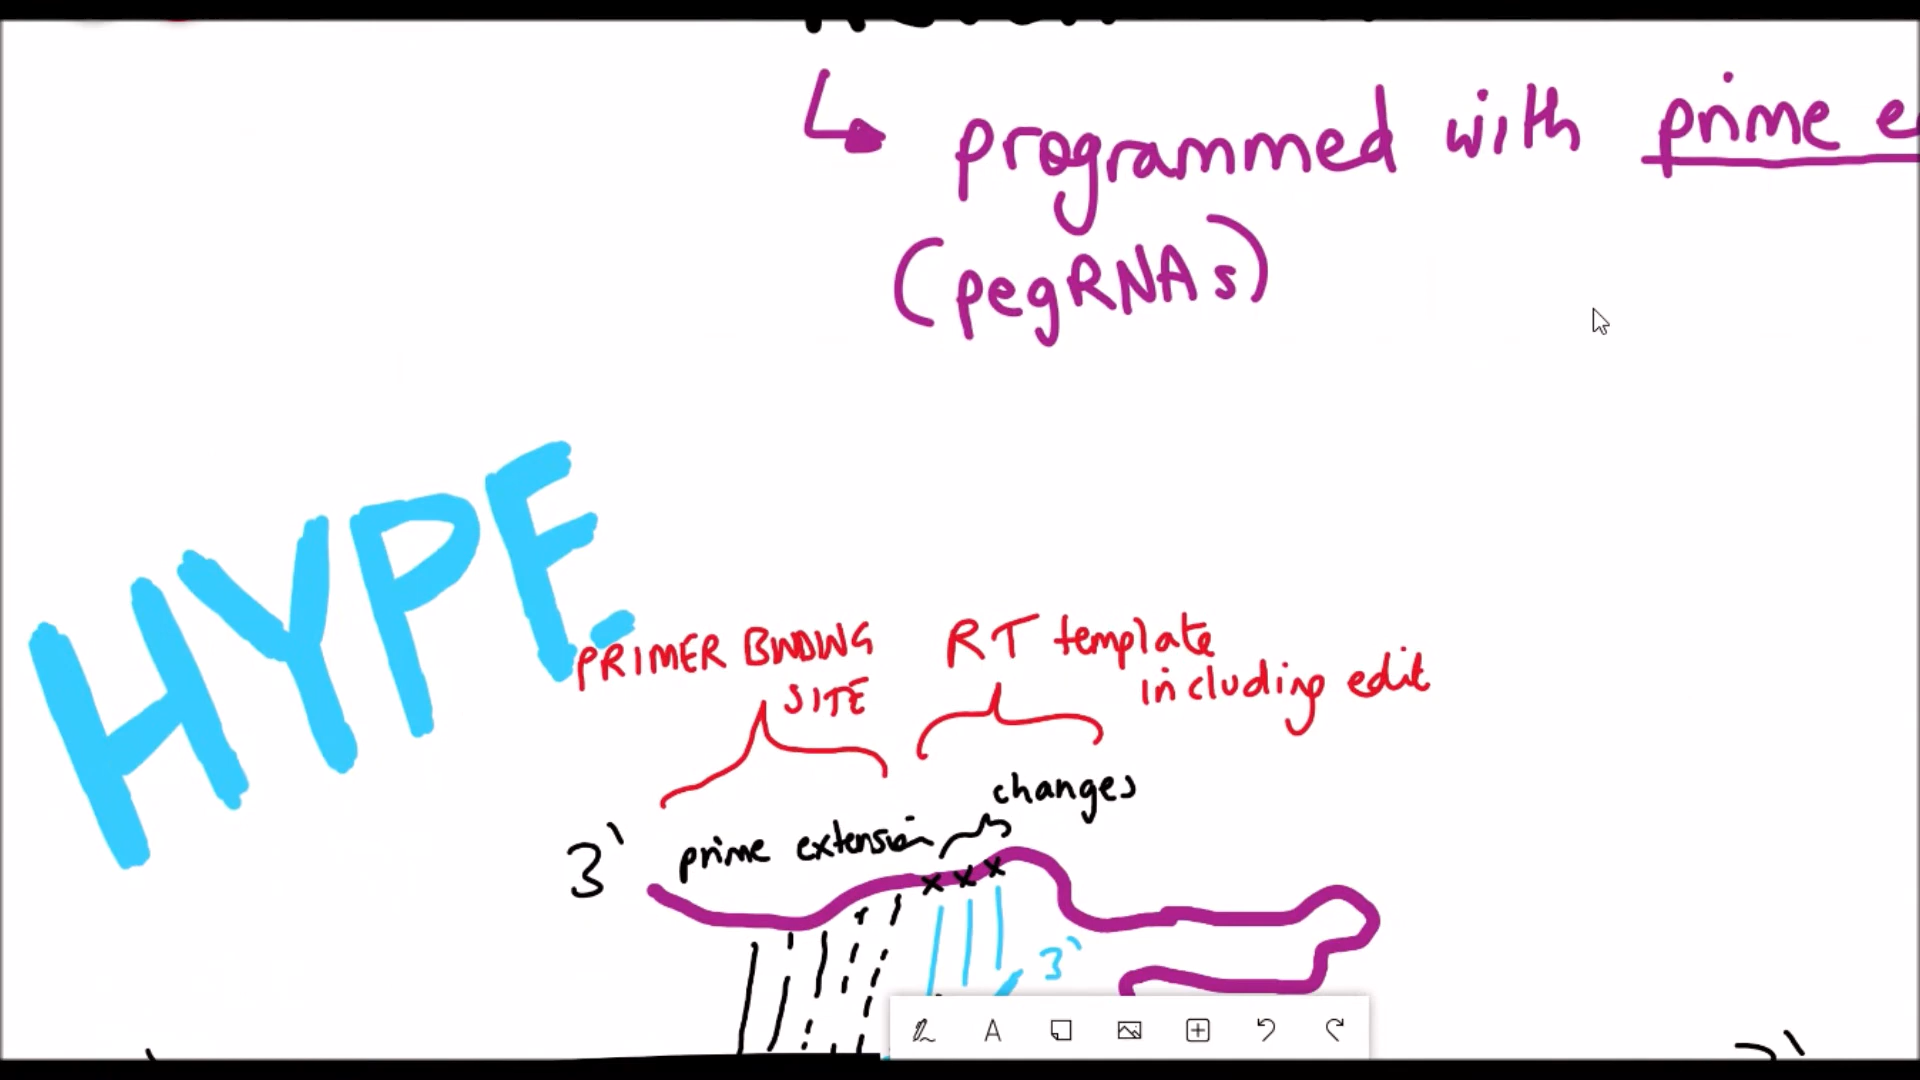 programmed with prime e
(pegRNAs)
HYPE
PRIMER BINDING
SITE
RT template
including edit
changes
3' prime extension
x x x
3'